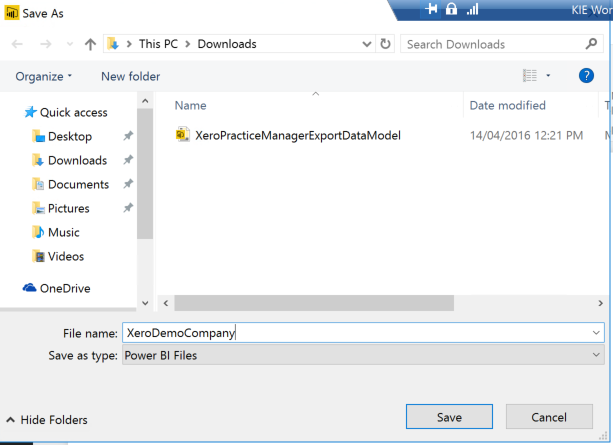 Save As
KIE Wor
This PC > Downloads
Search Downloads
Organize
New folder
Quick access
Desktop
Downloads
Documents
Pictures
Music
Videos
OneDrive
Name
Date modified
XeroPracticeManagerExportDataModel
14/04/2016 12:21 PM
File name: XeroDemoCompany
Save as type: Power BI Files
Hide Folders
Save
Cancel